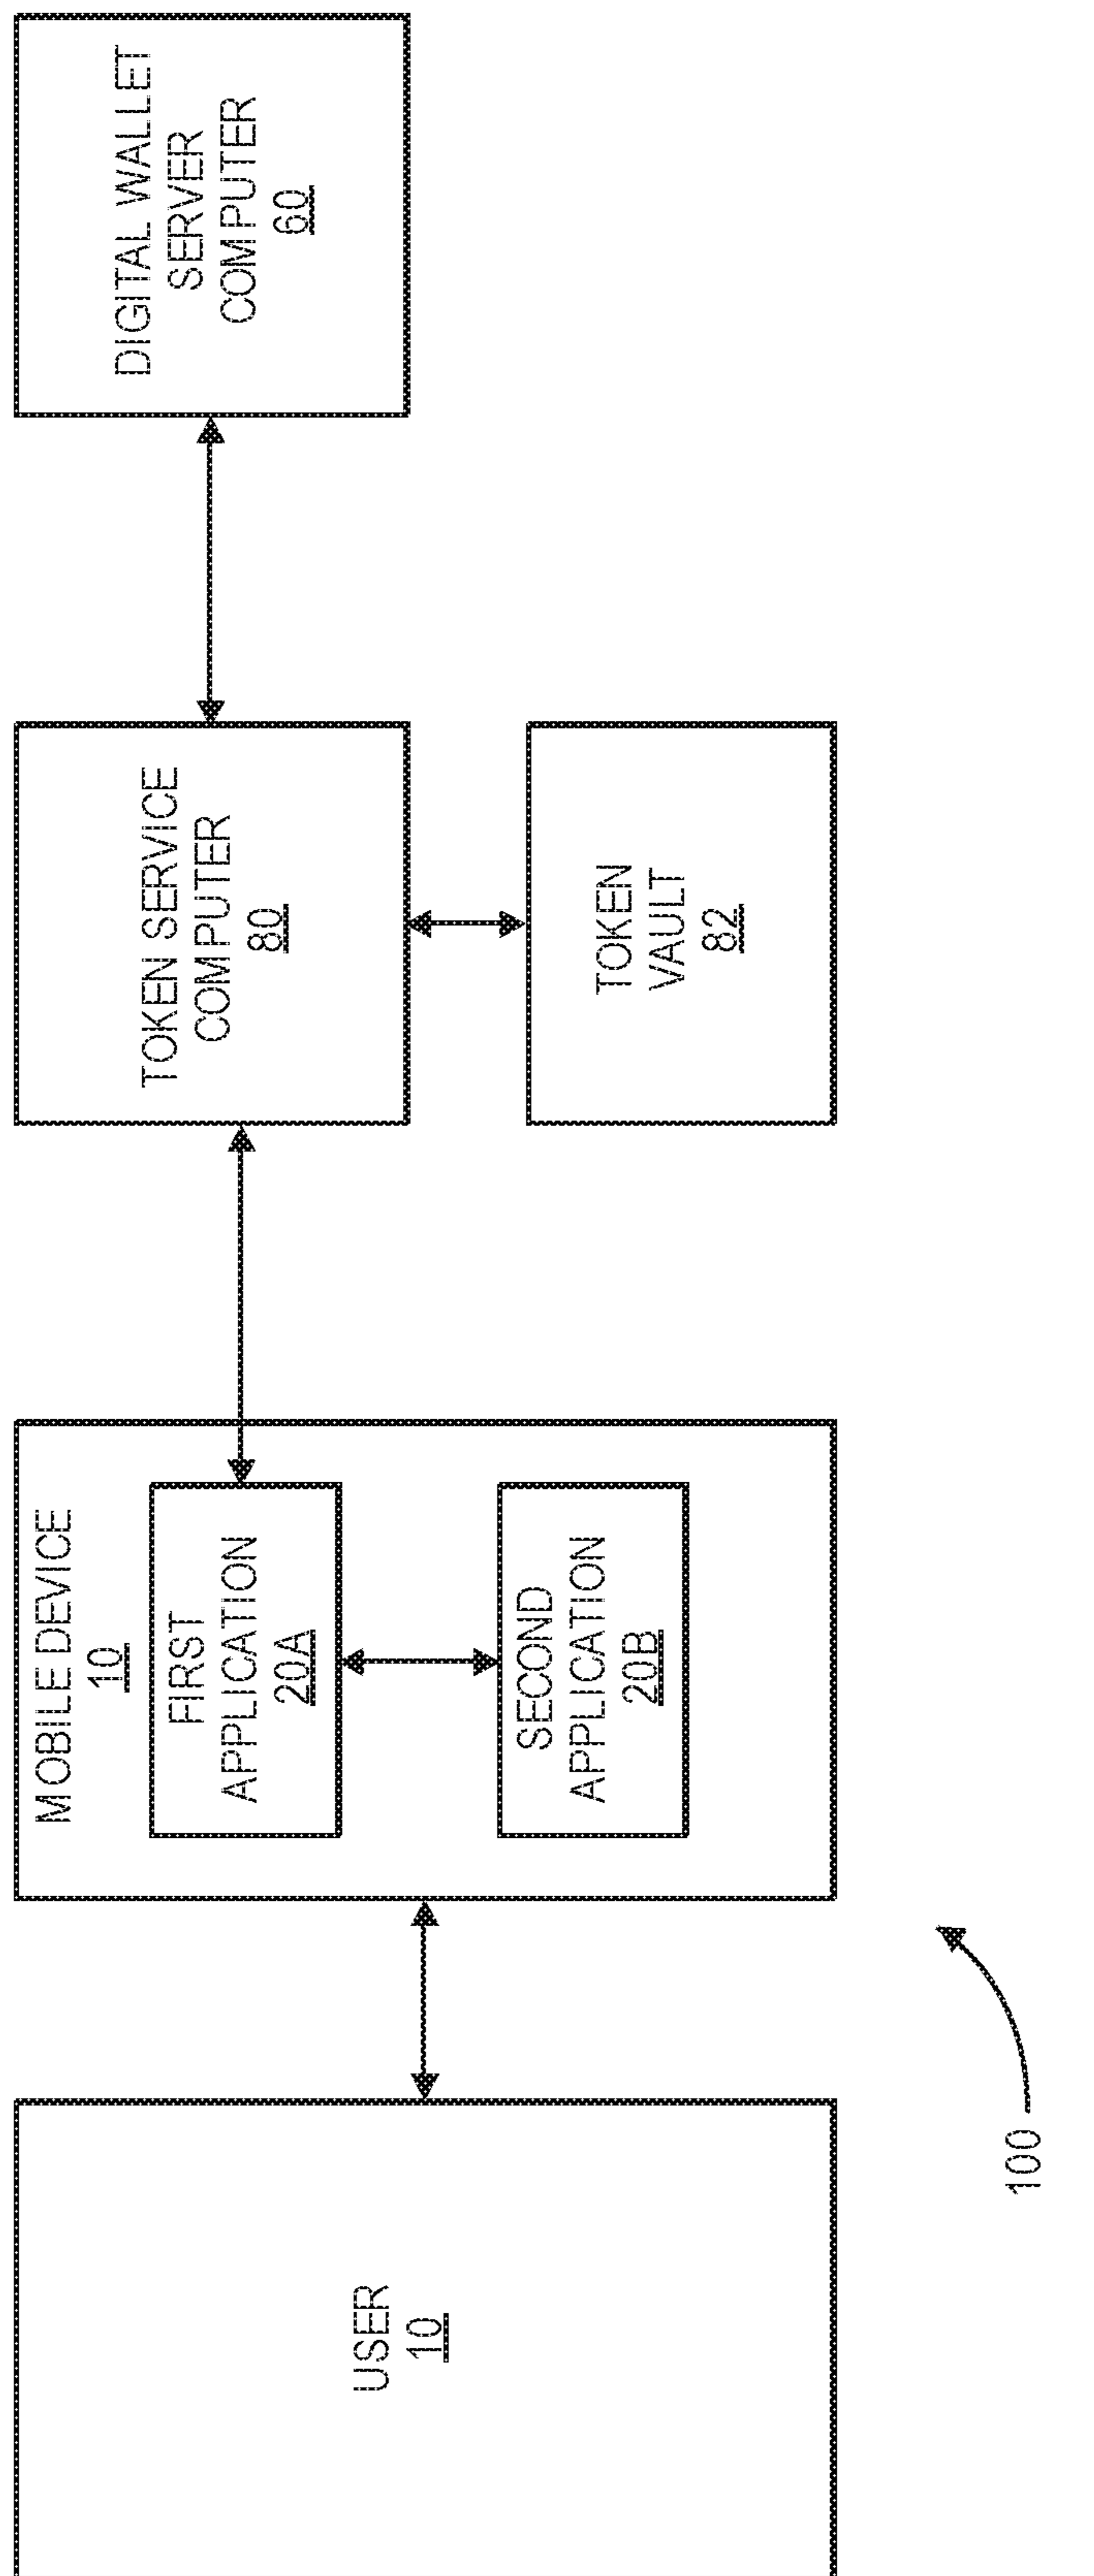 USER
10
MOBILE DEVICE
10
FIRST
APPLICATION
20A
SECOND
APPLICATION
20B
TOKEN SERVICE
COMPUTER
80
TOKEN
VAULT
82
DIGITAL WALLET
SERVER
COMPUTER
60
100